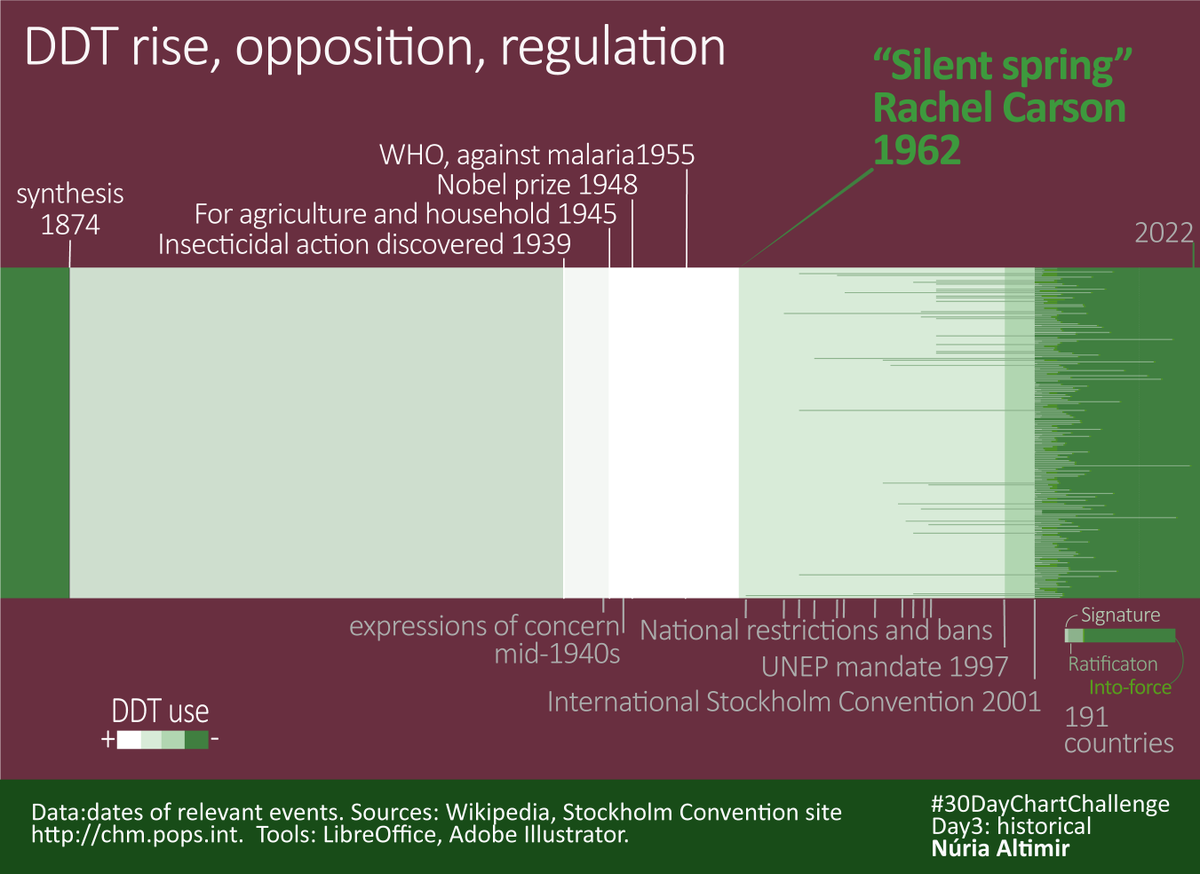 DDT rise, opposition, regulation
“Silent spring”
Rachel Carson
1962
WHO, against malaria1955
Nobel prize 1948
synthesis
1874
For agriculture and household 1945
Insecticidal action discovered 1939
2022
expressions of concern
mid-1940s
National restrictions and bans
UNEP mandate 1997
International Stockholm Convention 2001
Signature
Ratificaton
Into-force
191
countries
DDT use
+ -
Data:dates of relevant events. Sources: Wikipedia, Stockholm Convention site
http://chm.pops.int. Tools: LibreOffice, Adobe Illustrator.
#30DayChartChallenge
Day3: historical
Núria Altimir